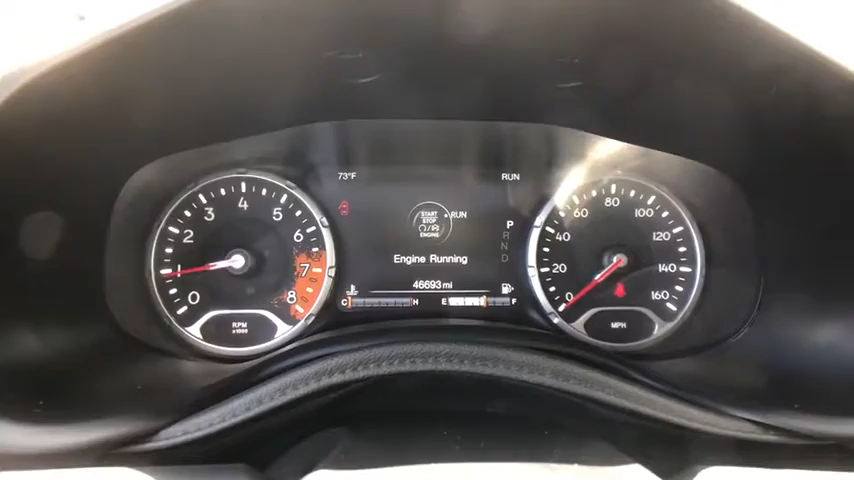 73°F
RUN
START
STOP
ENGINE
RUN
Engine Running
46693 mi
P
R
N
D
C
H
E
F
0
1
2
3
4
5
6
7
8
RPM
x1000
0
20
40
60
80
100
120
140
160
MPH